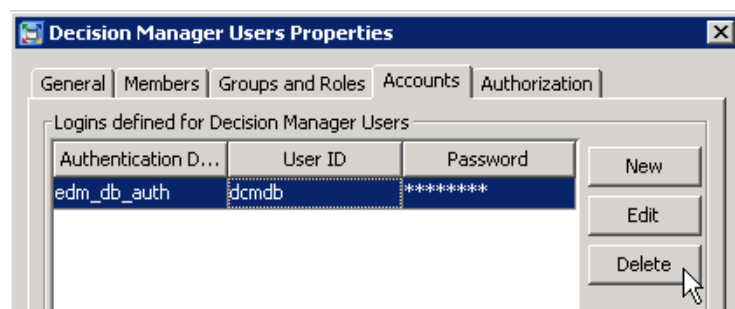 Decision Manager Users Properties
General Members Groups and Roles Accounts Authorization
Logins defined for Decision Manager Users
Authentication D... User ID Password
edm_db_auth dcmdb ********
New
Edit
Delete